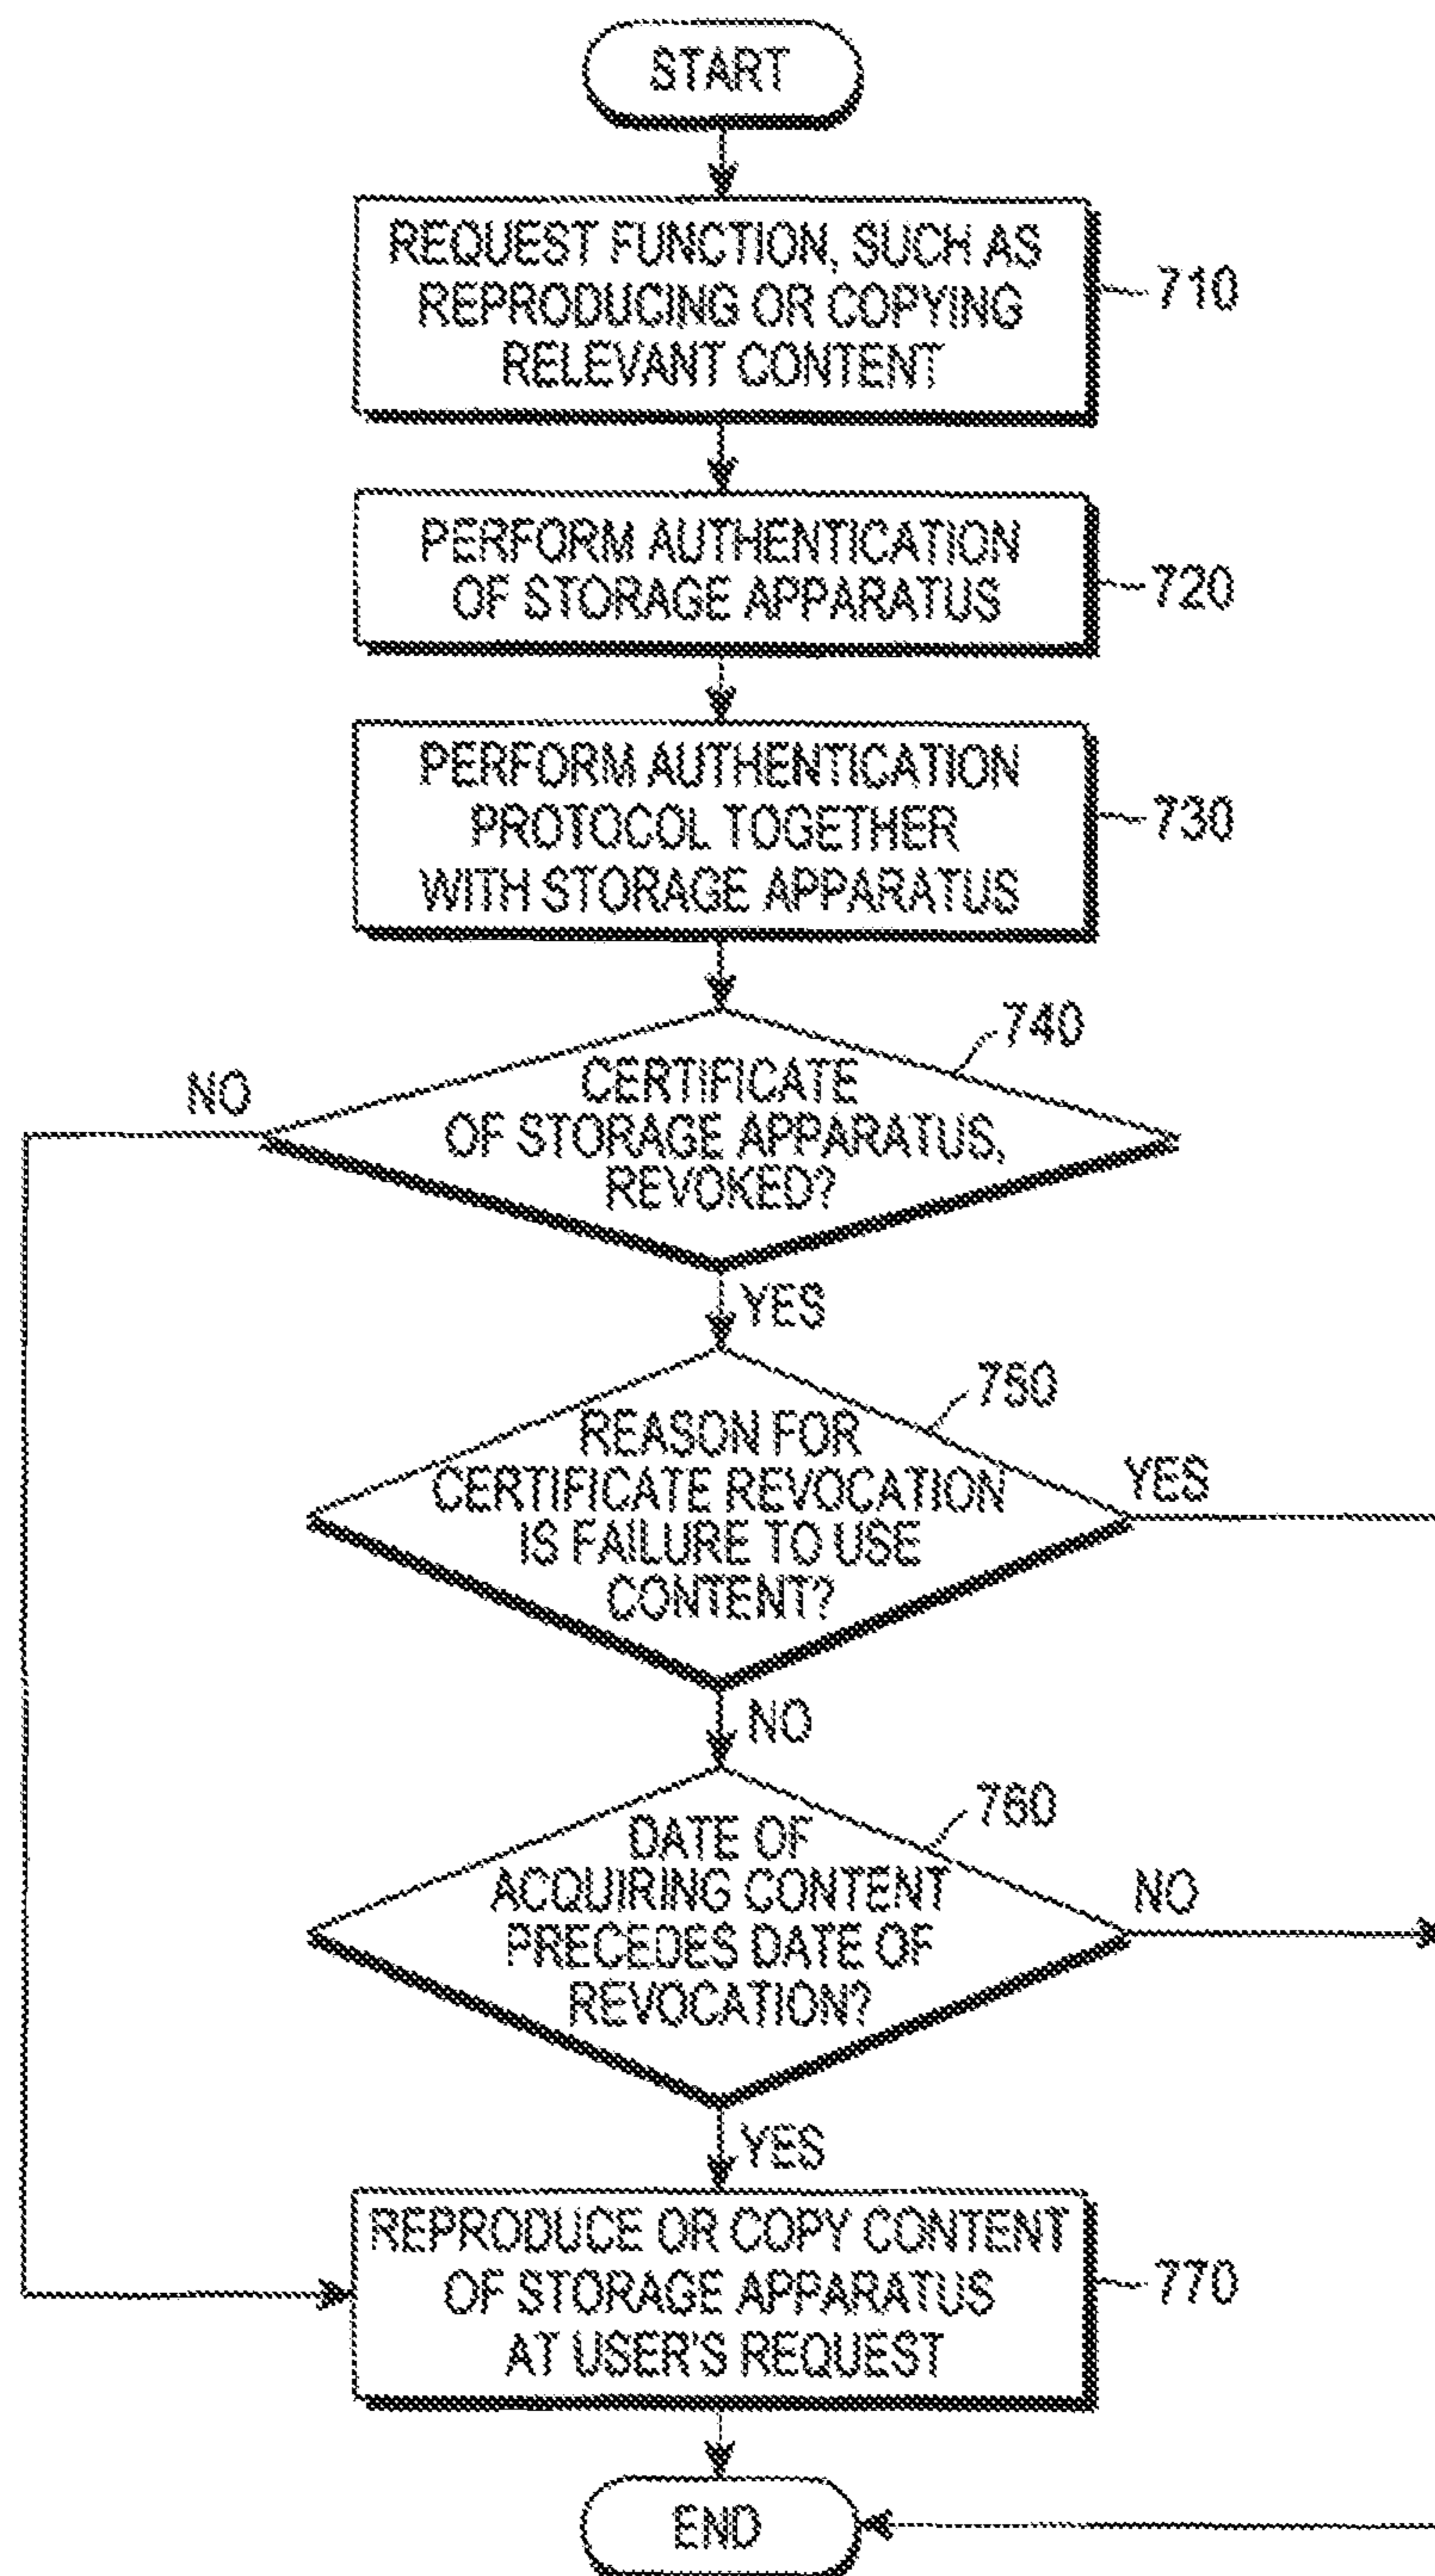 START
REQUEST FUNCTION, SUCH AS
REPRODUCING OR COPYING
RELEVANT CONTENT
710
PERFORM AUTHENTICATION
OF STORAGE APPARATUS
720
PERFORM AUTHENTICATION
PROTOCOL TOGETHER
WITH STORAGE APPARATUS
730
740
NO
CERTIFICATE
OF STORAGE APPARATUS,
REVOKED?
YES
750
REASON FOR
CERTIFICATE REVOCATION
IS FAILURE TO USE
CONTENT?
YES
NO
760
DATE OF
ACQUIRING CONTENT
PRECEDES DATE OF
REVOCATION?
NO
YES
REPRODUCE OR COPY CONTENT
OF STORAGE APPARATUS
AT USER'S REQUEST
770
END